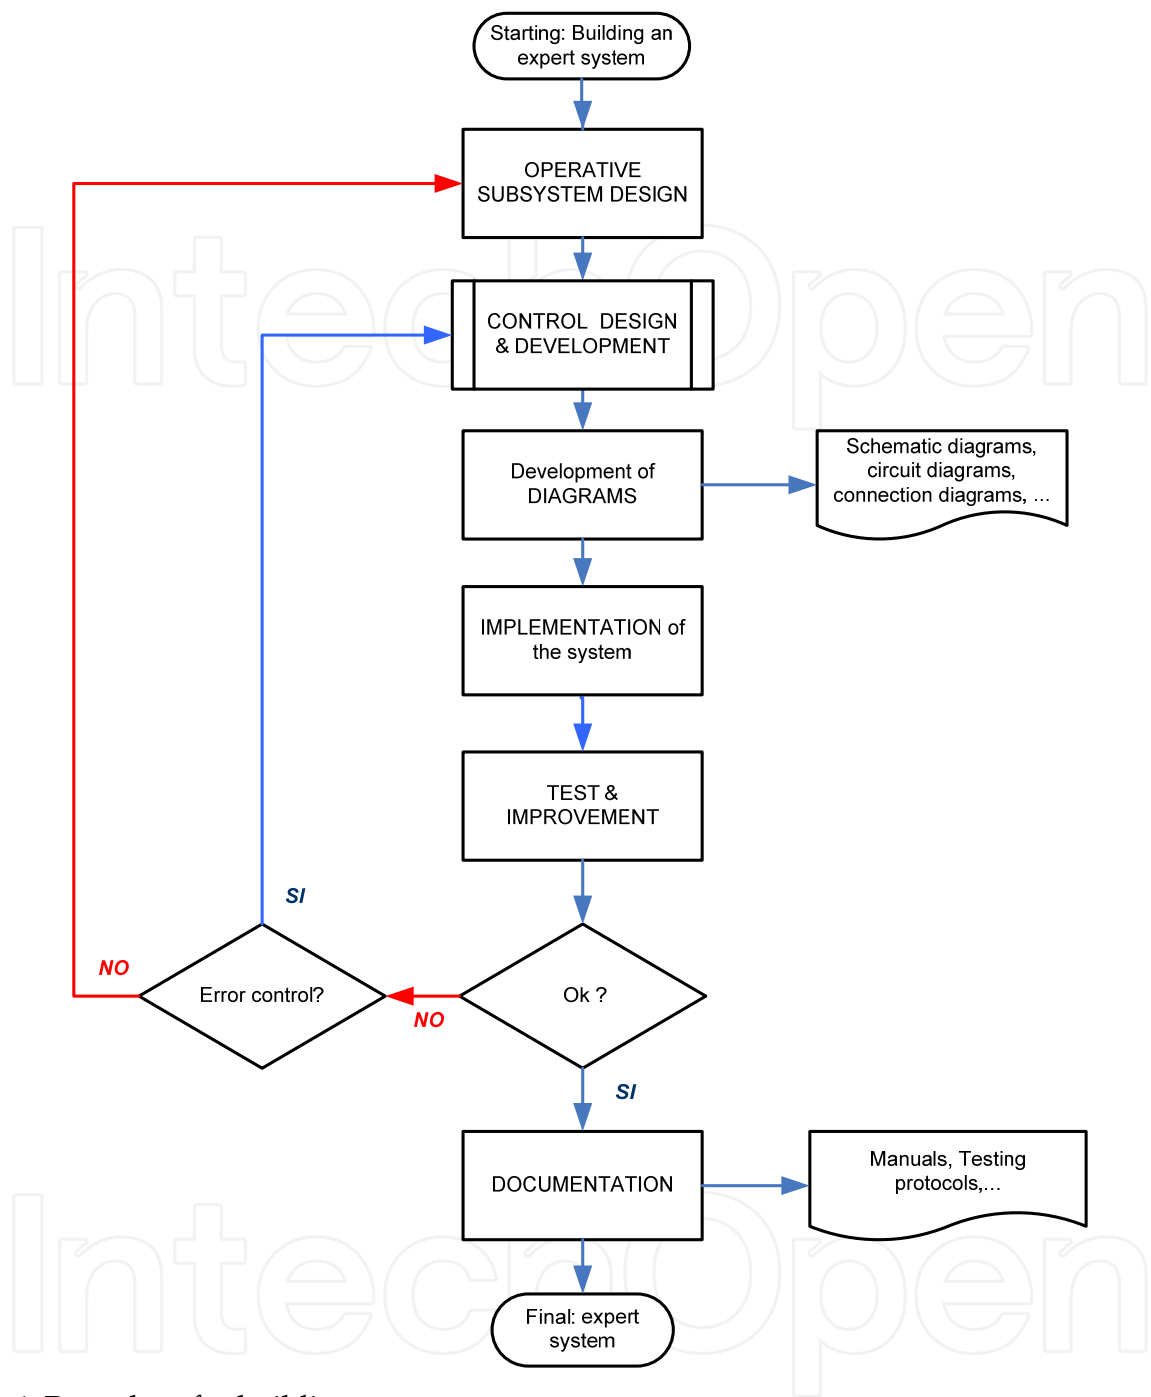 Starting: Building an
expert system
OPERATIVE
SUBSYSTEM DESIGN
CONTROL DESIGN
& DEVELOPMENT
Development of
DIAGRAMS
Schematic diagrams,
circuit diagrams,
connection diagrams, ...
IMPLEMENTATION of
the system
TEST &
IMPROVEMENT
SI
NO
Error control?
NO
Ok ?
SI
DOCUMENTATION
Manuals, Testing
protocols,...
Final: expert
system
IntechOpen
IntechOpen